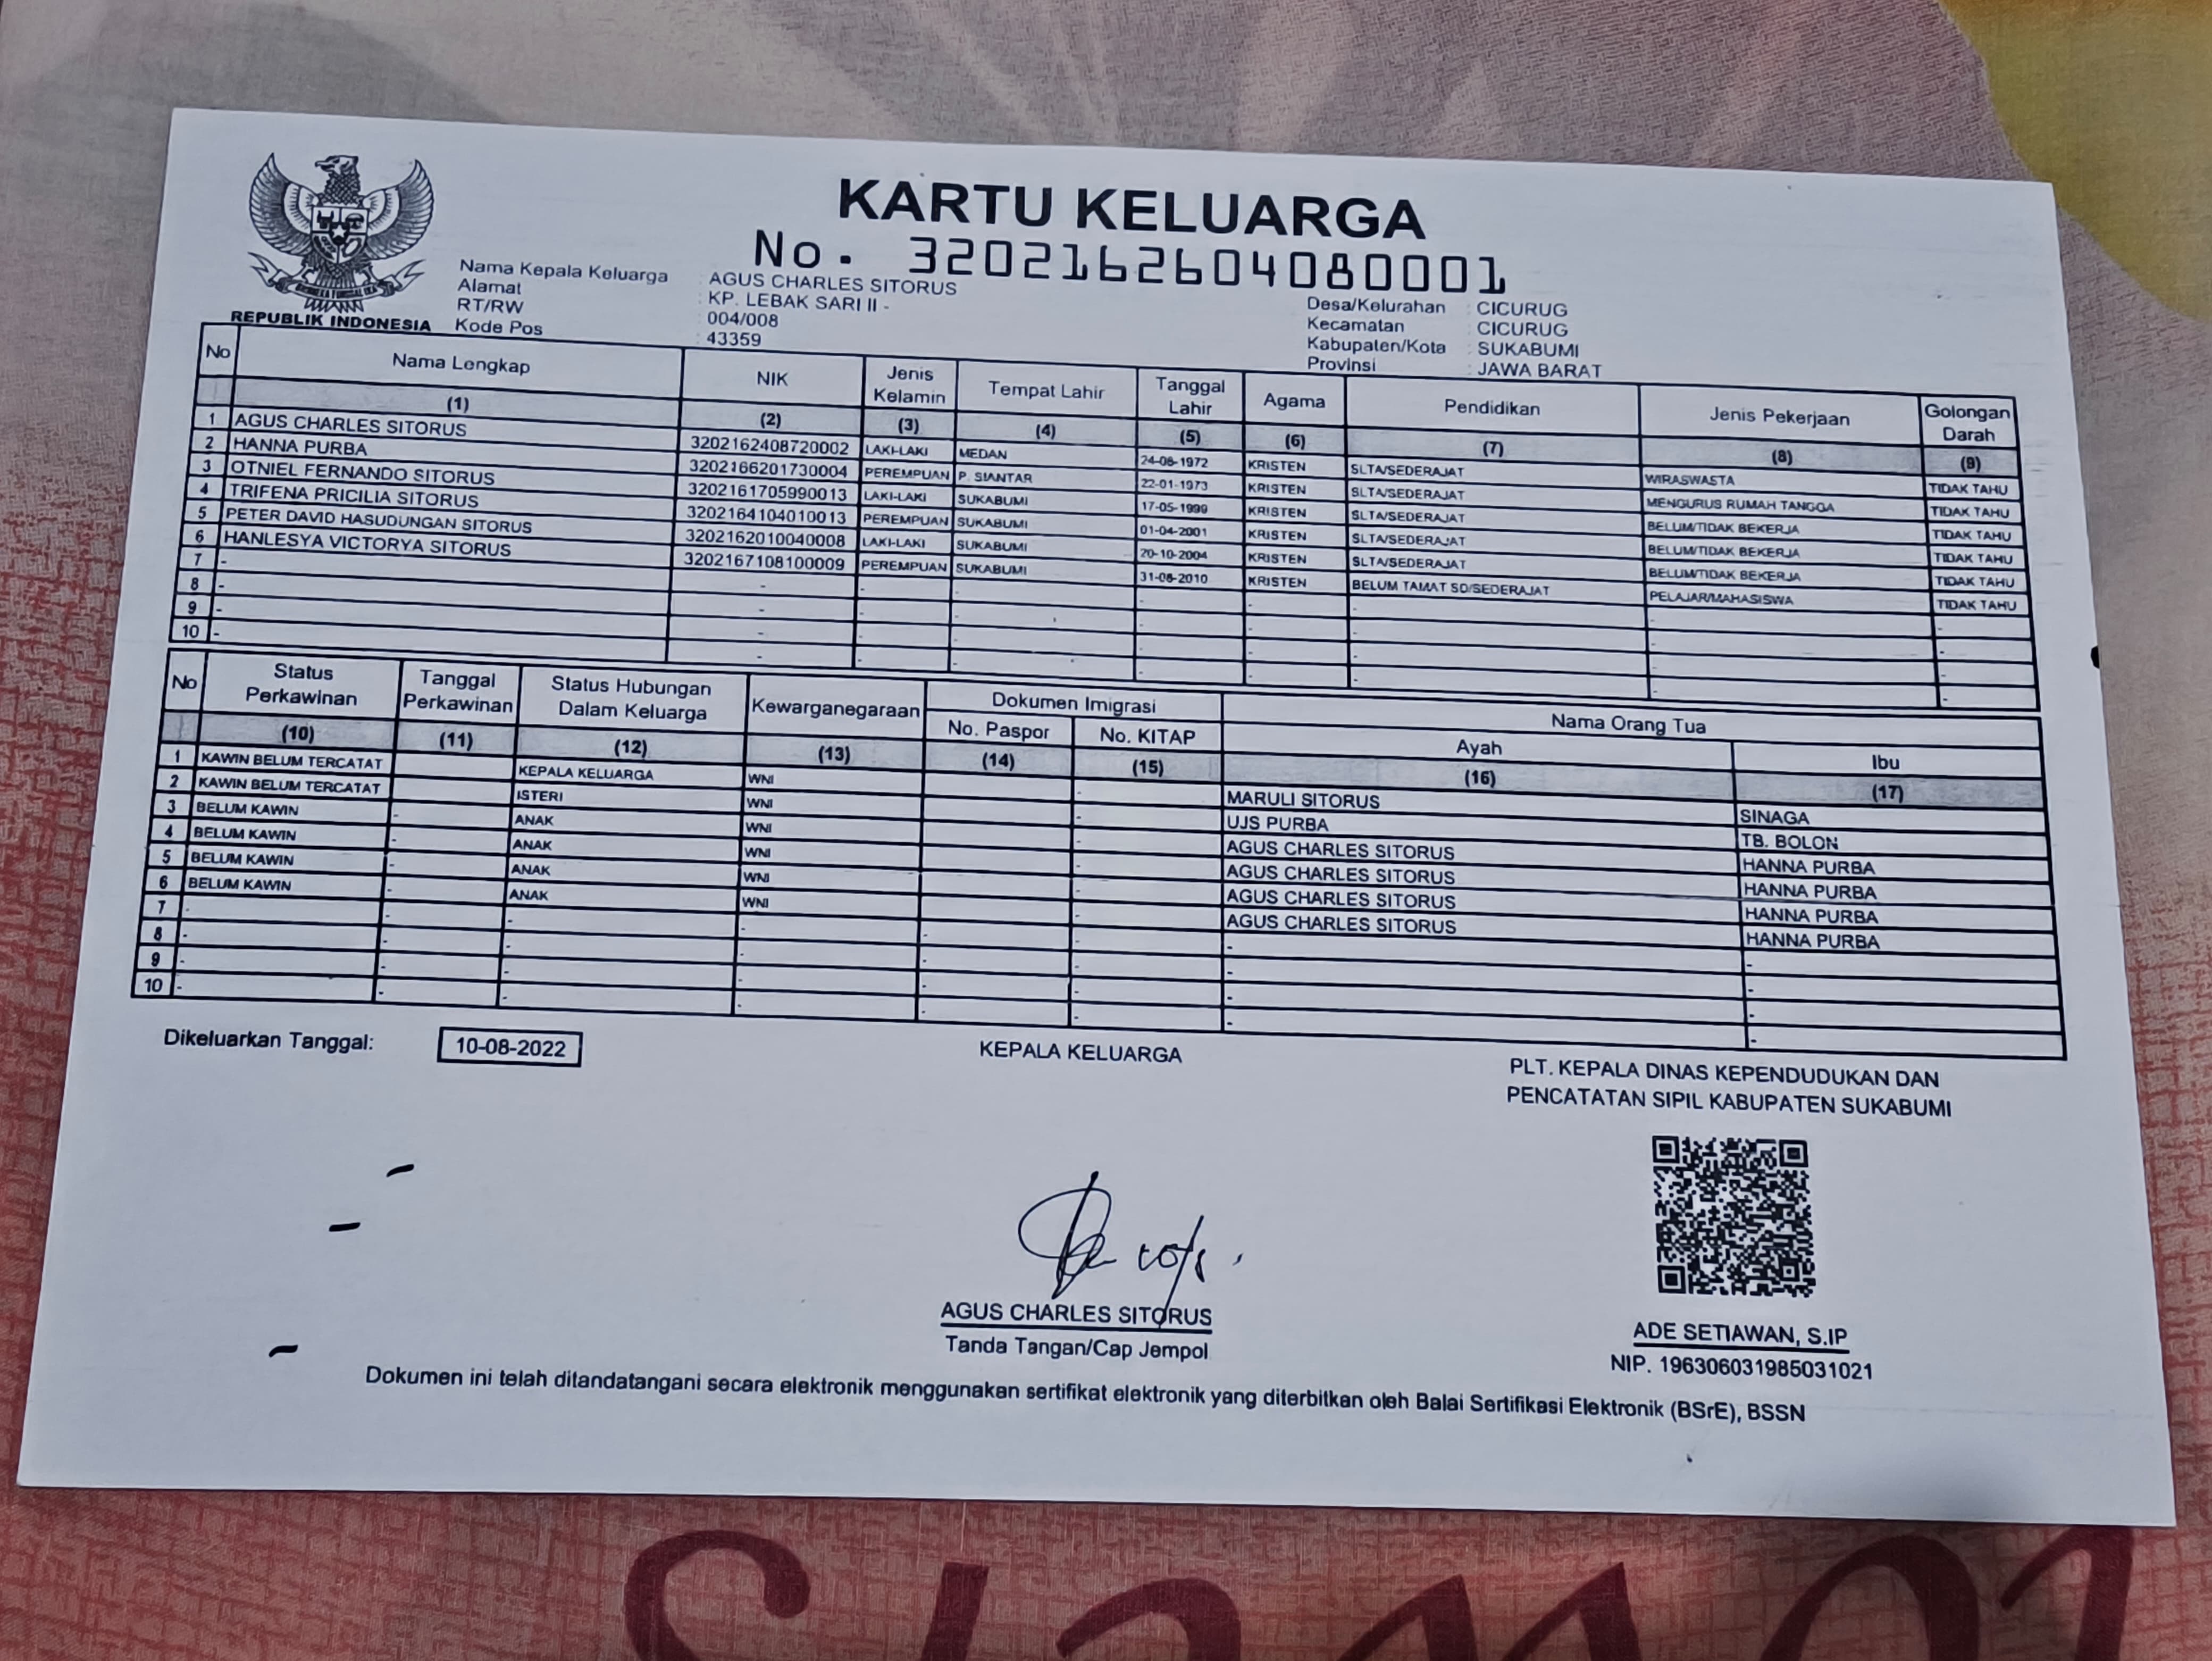 KARTU KELUARGA
No. 3202162604080001
REPUBLIK INDONESIA
Nama Kepala Keluarga : AGUS CHARLES SITORUS
Alamat : KP. LEBAK SARI II -
RT/RW : 004/008
Kode Pos : 43359
Desa/Kelurahan : CICURUG
Kecamatan : CICURUG
Kabupaten/Kota : SUKABUMI
Provinsi : JAWA BARAT
No Nama Lengkap NIK Jenis Kelamin Tempat Lahir Tanggal Lahir Agama Pendidikan Jenis Pekerjaan Golongan Darah
(1) (2) (3) (4) (5) (6) (7) (8) (9)
1 AGUS CHARLES SITORUS 3202162408720002 LAKI-LAKI MEDAN 24-08-1972 KRISTEN SLTA/SEDERAJAT WIRASWASTA TIDAK TAHU
2 HANNA PURBA 3202166201730004 PEREMPUAN P. SIANTAR 22-01-1973 KRISTEN SLTA/SEDERAJAT MENGURUS RUMAH TANGGA TIDAK TAHU
3 OTNIEL FERNANDO SITORUS 3202161705990013 LAKI-LAKI SUKABUMI 17-05-1999 KRISTEN SLTA/SEDERAJAT BELUM/TIDAK BEKERJA TIDAK TAHU
4 TRIFENA PRICILIA SITORUS 3202164104010013 PEREMPUAN SUKABUMI 01-04-2001 KRISTEN SLTA/SEDERAJAT BELUM/TIDAK BEKERJA TIDAK TAHU
5 PETER DAVID HASUDUNGAN SITORUS 3202162010040008 LAKI-LAKI SUKABUMI 20-10-2004 KRISTEN SLTA/SEDERAJAT BELUM/TIDAK BEKERJA TIDAK TAHU
6 HANLESYA VICTORYA SITORUS 3202167108100009 PEREMPUAN SUKABUMI 31-08-2010 KRISTEN BELUM TAMAT SD/SEDERAJAT PELAJAR/MAHASISWA TIDAK TAHU
7 - - - - - - - - -
8 - - - - - - - - -
9 - - - - - - - - -
10 - - - - - - - - -
No Status Perkawinan Tanggal Perkawinan Status Hubungan Dalam Keluarga Kewarganegaraan Dokumen Imigrasi Nama Orang Tua
No. Paspor No. KITAP Ayah Ibu
(10) (11) (12) (13) (14) (15) (16) (17)
1 KAWIN BELUM TERCATAT KEPALA KELUARGA WNI - MARULI SITORUS SINAGA
2 KAWIN BELUM TERCATAT ISTERI WNI - UJS PURBA TB. BOLON
3 BELUM KAWIN - ANAK WNI - AGUS CHARLES SITORUS HANNA PURBA
4 BELUM KAWIN - ANAK WNI - AGUS CHARLES SITORUS HANNA PURBA
5 BELUM KAWIN - ANAK WNI - AGUS CHARLES SITORUS HANNA PURBA
6 BELUM KAWIN - ANAK WNI - AGUS CHARLES SITORUS HANNA PURBA
7 - - - - - - - -
8 - - - - - - - -
9 - - - - - - - -
10 - - - - - - - -
Dikeluarkan Tanggal: 10-08-2022
KEPALA KELUARGA
PLT. KEPALA DINAS KEPENDUDUKAN DAN
PENCATATAN SIPIL KABUPATEN SUKABUMI
AGUS CHARLES SITORUS
Tanda Tangan/Cap Jempol
ADE SETIAWAN, S.IP
NIP. 196306031985031021
Dokumen ini telah ditandatangani secara elektronik menggunakan sertifikat elektronik yang diterbitkan oleh Balai Sertifikasi Elektronik (BSrE), BSSN